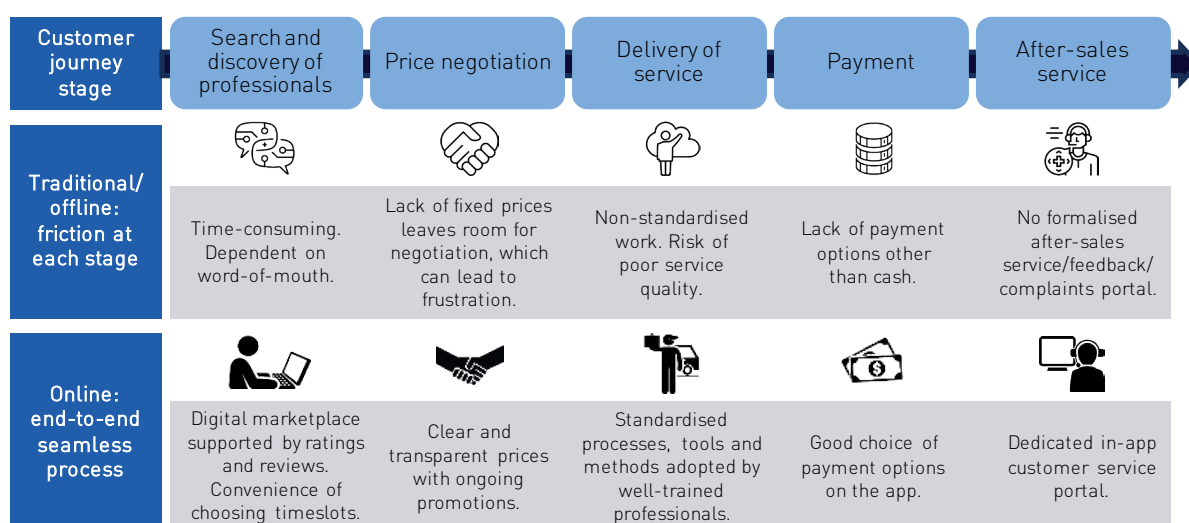 Customer
journey
stage
Search and
discovery of
professionals
Price negotiation
Delivery of
service
Payment
After-sales
service
Traditional/
offline:
friction at
each stage
Time-consuming.
Dependent on
word-of-mouth.
Lack of fixed prices
leaves room for
negotiation, which
can lead to
frustration.
Non-standardised
work. Risk of
poor service
quality.
Lack of payment
options other
than cash.
No formalised
after-sales
service/feedback/
complaints portal.
Online:
end-to-end
seamless
process
Digital marketplace
supported by ratings
and reviews.
Convenience of
choosing timeslots.
Clear and
transparent prices
with ongoing
promotions.
Standardised
processes, tools and
methods adopted by
well-trained
professionals.
Good choice of
payment options
on the app.
Dedicated in-app
customer service
portal.